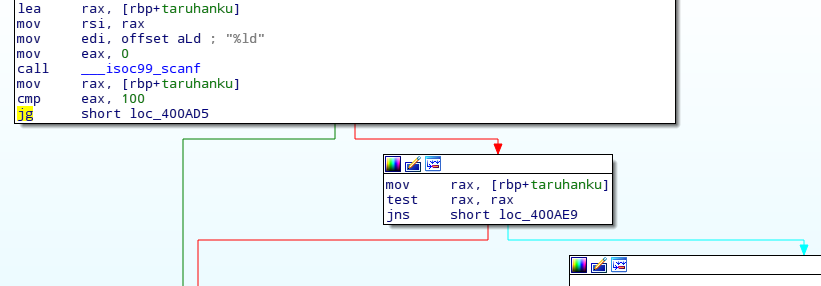 lea rax, [rbp+taruhanku]
mov rsi, rax
mov edi, offset aLd ; "%ld"
mov eax, 0
call ___isoc99_scanf
mov rax, [rbp+taruhanku]
cmp eax, 100
jg short loc_400AD5
mov rax, [rbp+taruhanku]
test rax, rax
jns short loc_400AE9